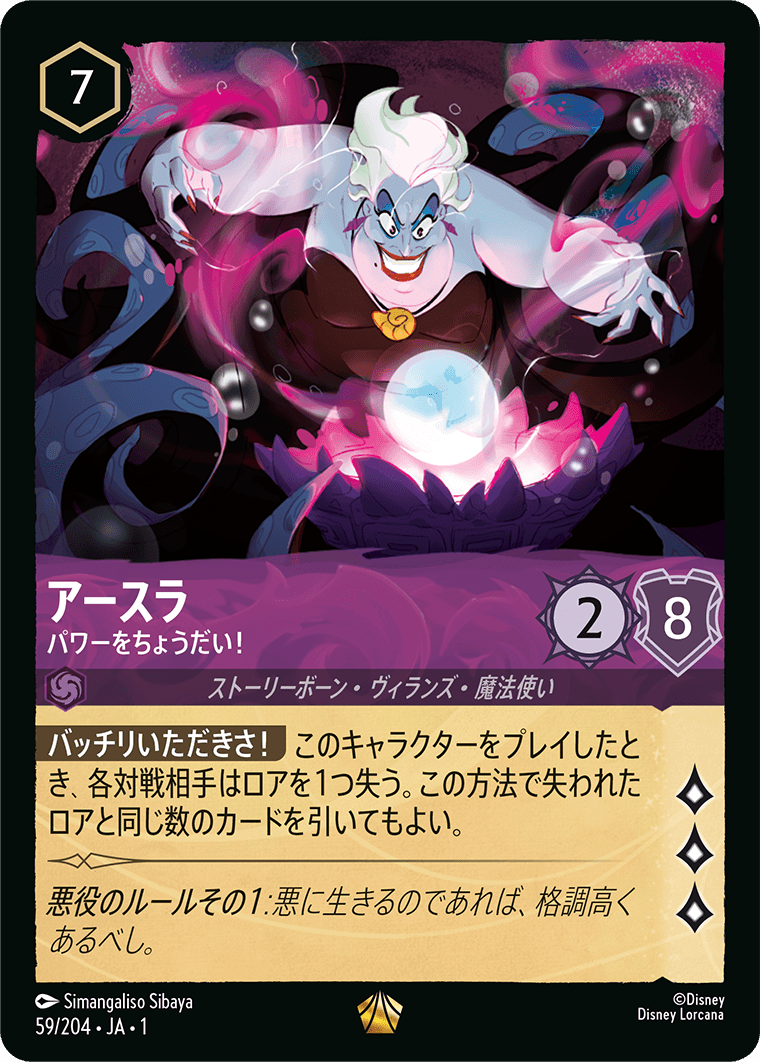 7
アースラ
パワーをちょうだい!
2
8
ストーリーボーン・ヴィランズ・魔法使い
バッチリいただきさ! このキャラクターをプレイしたと
き、各対戦相手はロアを1つ失う。この方法で失われた
ロアと同じ数のカードを引いてもよい。
悪役のルールその1:悪に生きるのであれば、格調高く
あるべし。
Simangaliso Sibaya
59/204・JA・1
©Disney
Disney Lorcana